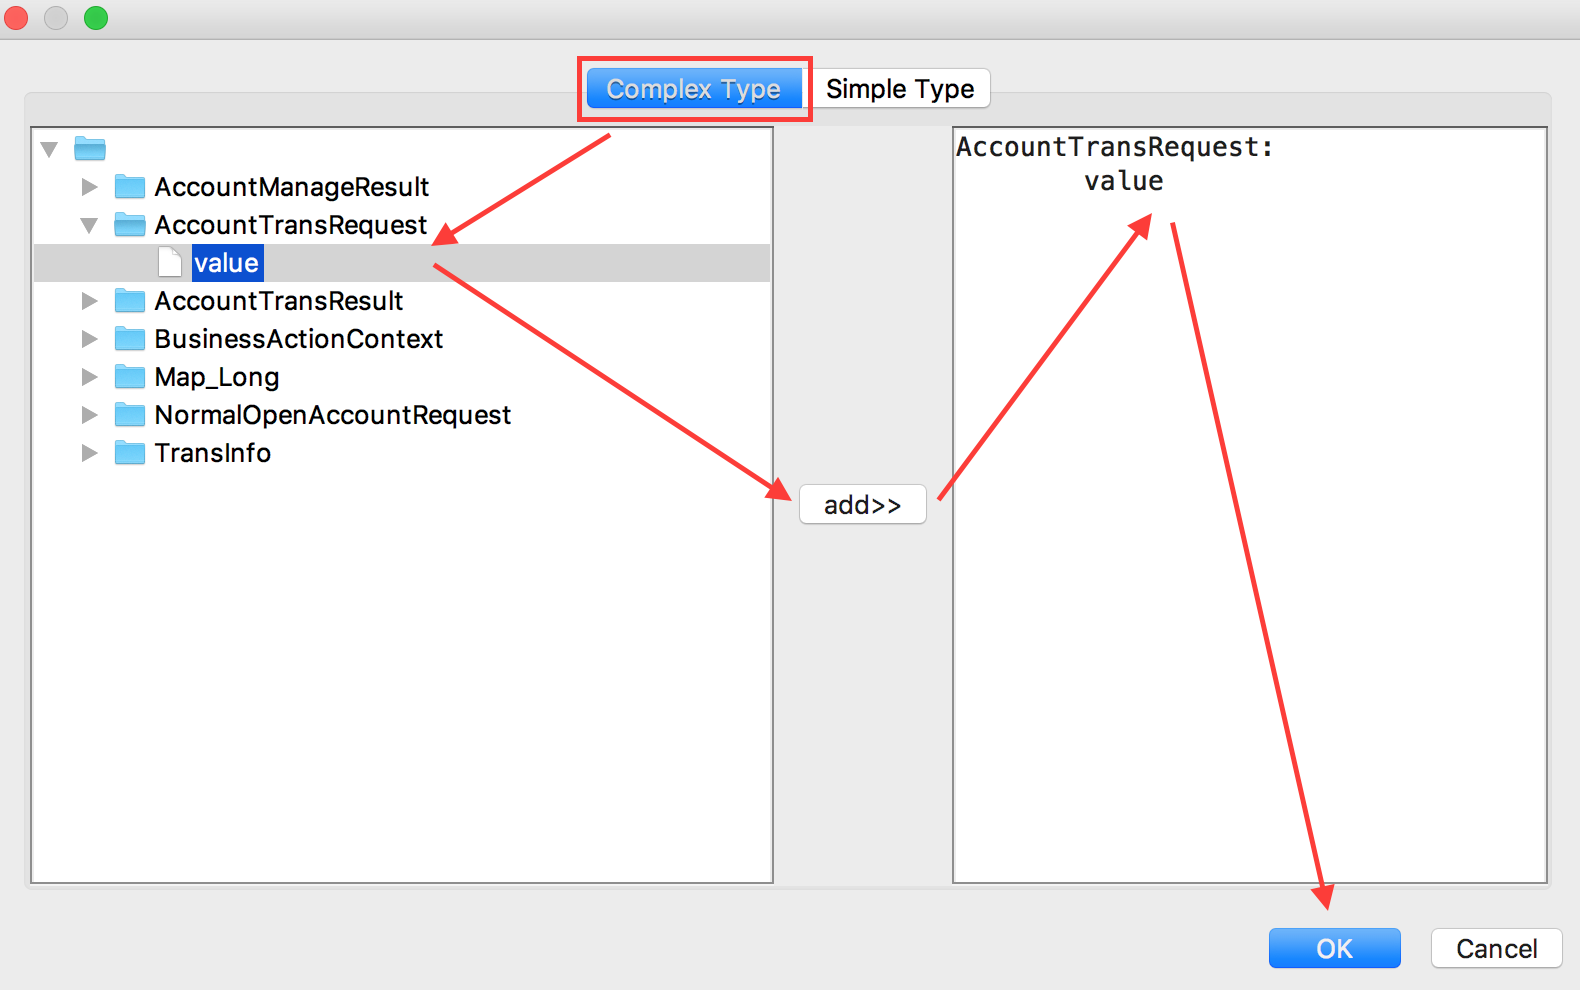 Complex Type
Simple Type
AccountManageResult
AccountTransRequest
value
AccountTransResult
BusinessActionContext
Map_Long
NormalOpenAccountRequest
TransInfo
add>>
AccountTransRequest:
value
OK
Cancel